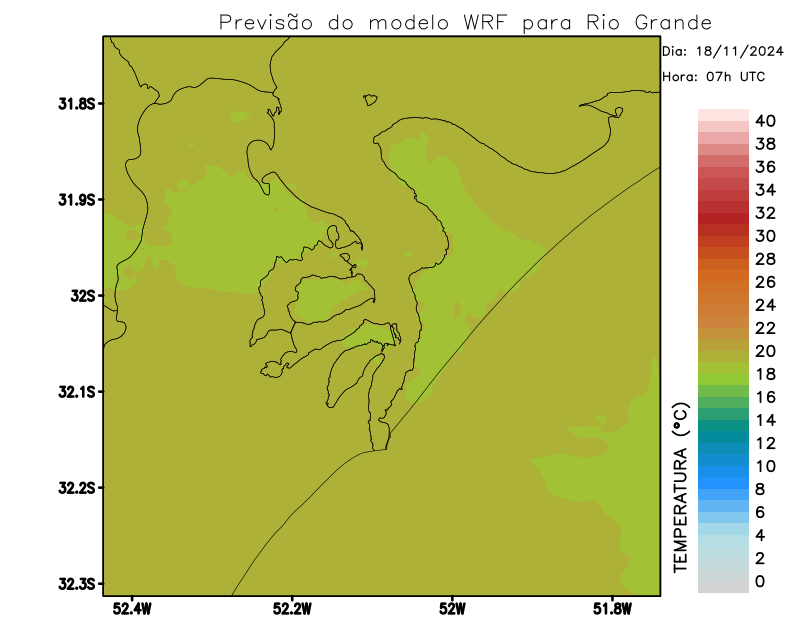 Previsão do modelo WRF para Rio Grande
Dia: 18/11/2024
Hora: 07h UTC
31.8S
31.9S
32S
32.1S
32.2S
32.3S
52.4W
52.2W
52W
51.8W
TEMPERATURA (°C)
40
38
36
34
32
30
28
26
24
22
20
18
16
14
12
10
8
6
4
2
0